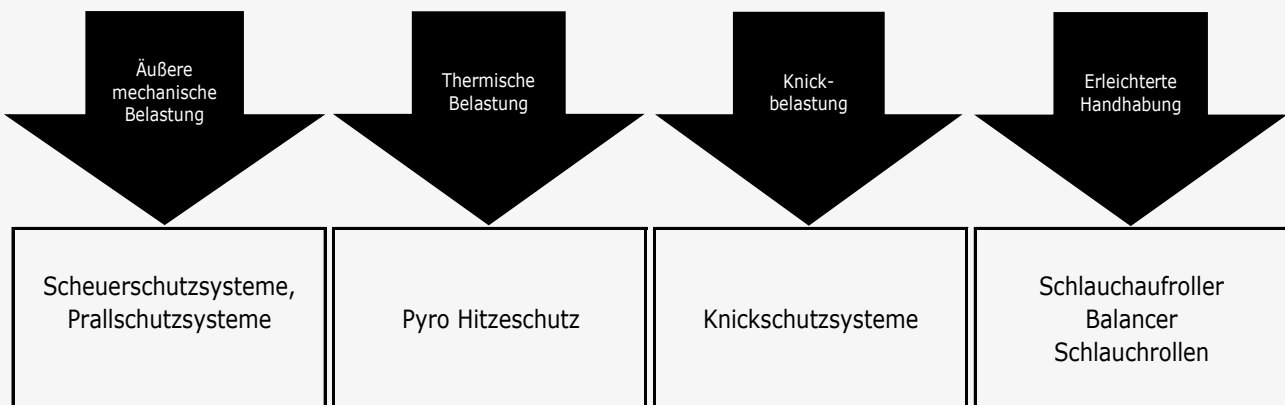 Äußere
mechanische
Belastung
Thermische
Belastung
Knick-
belastung
Erleichterte
Handhabung
Scheuerschutzsysteme,
Prallschutzsysteme
Pyro Hitzeschutz
Knickschutzsysteme
Schlauchaufroller
Balancer
Schlauchrollen